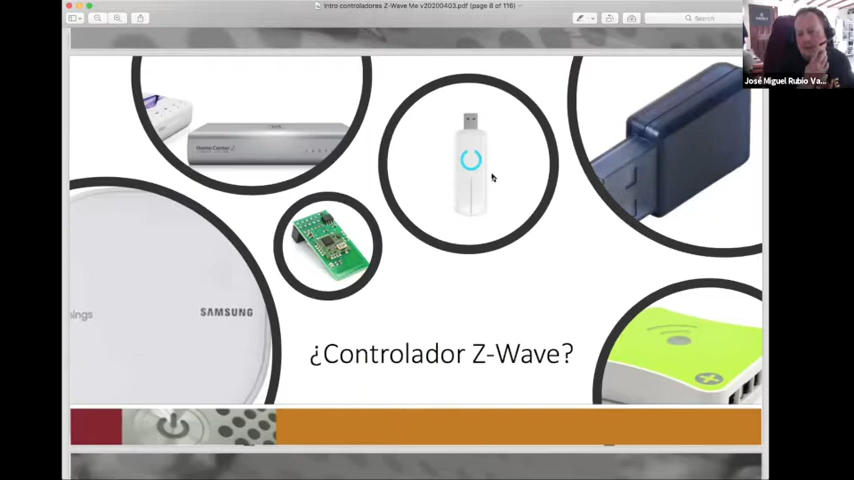 Intro controladores Z-Wave Me v20200403.pdf (page 8 of 116)
Search
José Miguel Rubio Va...
Home Center 2
ings
SAMSUNG
¿Controlador Z-Wave?